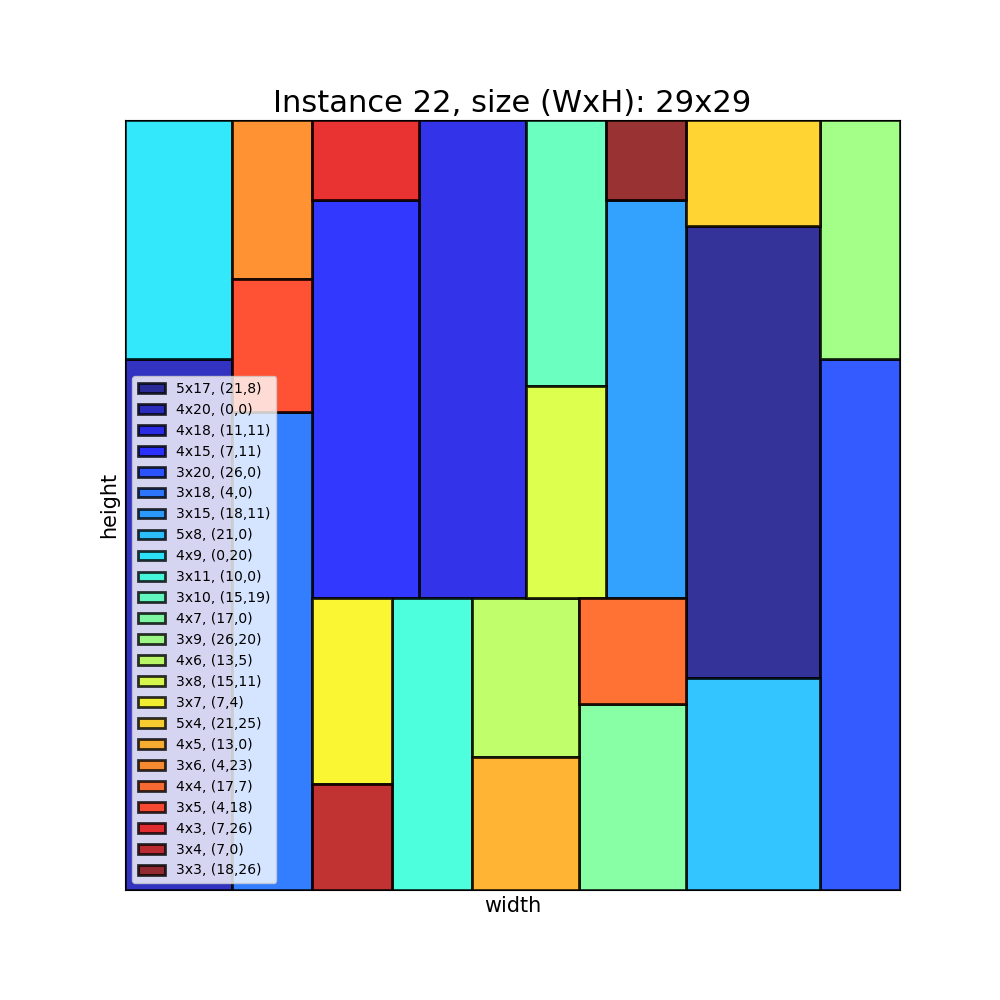 Instance 22, size (WxH): 29x29
height
5x17, (21,8)
4x20, (0,0)
4x18, (11,11)
4x15, (7,11)
3x20, (26,0)
3x18, (4,0)
3x15, (18,11)
5x8, (21,0)
4x9, (0,20)
3x11, (10,0)
3x10, (15,19)
4x7, (17,0)
3x9, (26,20)
4x6, (13,5)
3x8, (15,11)
3x7, (7,4)
5x4, (21,25)
4x5, (13,0)
3x6, (4,23)
4x4, (17,7)
3x5, (4,18)
4x3, (7,26)
3x4, (7,0)
3x3, (18,26)
width